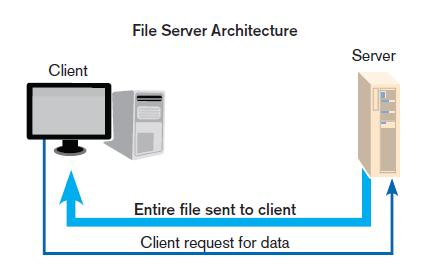 File Server Architecture
Server
Client
Entire file sent to client
Client request for data